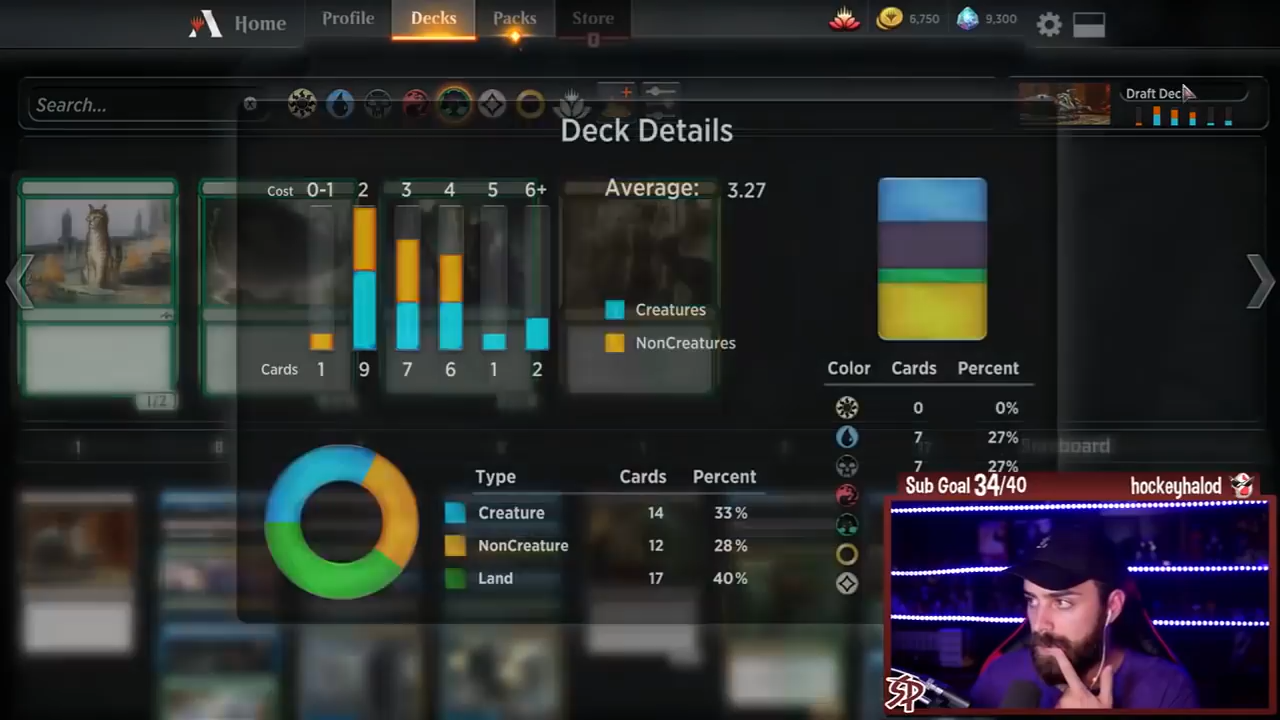 Home
Profile
Decks
Packs
Store
6,750
9,300
Search...
Draft Dec
Deck Details
Cost 0-1 2 3 4 5 6+
Average: 3.27
Creatures
NonCreatures
Cards 1 9 7 6 1 2
1/2
Color Cards Percent
0 0%
7 27%
7 27%
Type Cards Percent
Creature 14 33%
NonCreature 12 28%
Land 17 40%
Sub Goal 34/40
hockeyhalod
SD